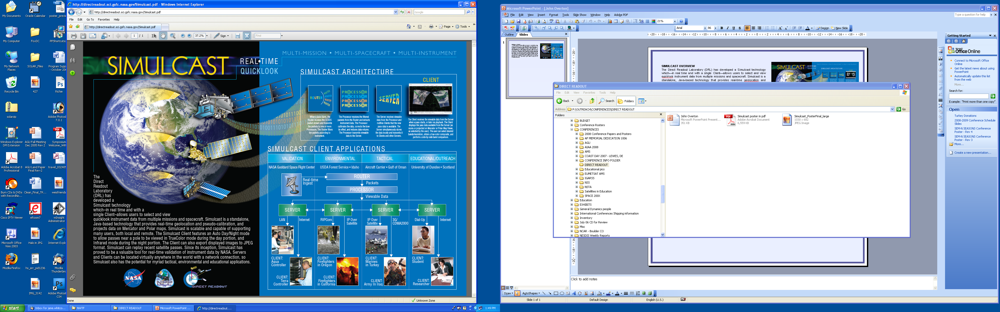 My Documents
Oracle Calendar
poster_previ
My Computer
FoxDC
PPShortcuts2
My Network
Places
SOLAR_Files
Program Supp
- October 200
Recycle Bin
427
Richie
solarzip
Adobe Photosl
7.0.1
Windows Explorer
DM Extension
AGU Fall Meeting
Dec 2005 Rev 2
Symposium
Welcome_Witl
Adobe Acrobat 8
Professional
AGU Land Paper
Final Rev-2
travel_032405
Burn CDs & DVDs
with RecordNo...
Clean_Final_TR...
weisfriends
Cisco IPTV Viewer
eRoom7
wInsight
Administrator
Microsoft Office
Visio 2003
Halo in JPG
Internet Explo
Mozilla Firefox
hs_err_pid1236
Mozilla
Thunderbird
IMG_3142
Adobe Photosl
CS4
http://directreadout.sci.gsfc.nasa.gov/Simulcast.pdf - Windows Internet Explorer
http://directreadout.sci.gsfc.nasa.gov/Simulcast.pdf
Google
File Edit Go To Favorites Help
http://directreadout.sci.gsfc.nasa.gov/Simulcast.pdf
Page Tools
1 / 1 37.2% Sign Find
MULTI-MISSION • MULTI-SPACECRAFT • MULTI-INSTRUMENT
SIMULCAST
REAL•TIME
QUICKLOOK
SIMULCAST ARCHITECTURE
CLIENT
ROUTER
ROUTER
ROUTER
ROUTER
PROCESSOR
PROCESSOR
PROCESSOR
PROCESSOR
SERVER
When a pass starts, the
Router receives the CCSDS
packet stream and transmits
the packets to one or more
Processors. The Router filters
the packets according to
instrument.
The Processor receives the filtered
packets from the Router and extracts
instrument data. The Processor
calibrates the data, corrects the bow
tie effect, and reduces data volume.
The Processor transmits viewable
data to the Server.
The Server receives viewable
data from the Processor and
notifies Clients that the new
pass data is available. The
Server simultaneously stores
the data locally and transmits it
to Clients and other Servers.
The Client receives the viewable data from the Server
when a pass starts, or later via playback. The Client
displays the pass data available from the Server (as
scans or projected on Mercator or Polar Map Views,
as selected by the user). The user can select desired
bands/resolution, obtain a true-color composite, and
perform a side-by-side band comparison.
SIMULCAST CLIENT APPLICATIONS
VALIDATION
ENVIRONMENTAL
TACTICAL
EDUCATIONAL/OUTREACH
NASA Goddard Space Flight Center
USDA Forest Service • Idaho
Aircraft Carrier • Gulf of Oman
University of Dundee • Scotland
Real-time
Ingest
ROUTER
Packets
PROCESSOR
Viewable Data
SERVER SERVER SERVER SERVER
LAN
Internet
RIPCom
IP Over
Satellite
IP Over
Satellite
3G/
CDMA2000
Dial-Up
Internet
CLIENT:
Aqua
Controller
CLIENT:
Firefighters
in Oregon
CLIENT:
Marines
in Turkey
CLIENT:
Student
CLIENT:
Terra
Controller
CLIENT:
Firefighters
in California
CLIENT:
Army In Iraq
CLIENT:
Researcher
The
Direct
Readout
Laboratory
(DRL) has
developed a
Simulcast technology
which–in real time and with a
single Client–allows users to select and view
quicklook instrument data from multiple missions and spacecraft. Simulcast is a standalone,
Java-based technology that provides real-time geolocation and pseudo-calibration, and
projects data on Mercator and Polar maps. Simulcast is scalable and capable of supporting
many users, both local and remote. The Simulcast Client features an Auto Day/Night mode
to allow passes near a pole to be viewed in TrueColor mode during the day portion, and
Infrared mode during the night portion. The Client can also export displayed images to JPEG
format. Simulcast can replay recent satellite passes. Since its inception, Simulcast has
proved to be a valuable tool for real-time validation of instrument data by NASA. Servers
and Clients can be located virtually anywhere in the world with a network connection, so
Simulcast also has the potential for myriad tactical, environmental and educational applications.
NASA
NPP
DIRECT READOUT
Done
Unknown Zone
start
Inbox for jane.whitco...
NWTF
DIRECT READOUT
Microsoft PowerPoint ...
http://directreadout....
1:49 PM
Microsoft PowerPoint - [John Overton]
File Edit View Insert Format Tools Slide Show Window Help Adobe PDF
Type a question for help
21%
Arial 86 B I U S
Design New Slide
Outline Slides
1
Getting Started
Microsoft
Office Online
Connect to Microsoft Office
Online
Get the latest news about using
PowerPoint
Automatically update this list
from the web
More...
Search for:
Example: "Print more than one copy"
Open
Turkey Donations
2008-2009 Conference Schedule
Slides
SEM-N SEASONS Conference
Poster - Rev 4
SEM-N SEASONS Conference
Poster - Rev 3
More...
Create a new presentation...
SIMULCAST OVERVIEW
The Direct Readout Laboratory (DRL) has developed a Simulcast technology
which—in real time and with a single Client—allows users to select and view
quicklook instrument data from multiple missions and spacecraft. Simulcast is a
standalone, Java-based technology that provides real-time geolocation and
SIMULCAST
DIRECT READOUT
File Edit View Favorites Tools Help
Back Search Folders
Address P:\OUTREACH\CONFERENCES\DIRECT READOUT Go
Folders
BUDGET
Conference Rosters
CONFERENCES
2008 Conference Papers and Posters
AF MEMORIAL DEDICATION 1006
AGU
AIAA 2008
AMS
COAST DAY 2007 - LEWES, DE
CONFERENCE INFO FOLDER
DIRECT READOUT
Educational pics
EUMETSAT AMS
IGARSS
NSS
NSTA
Satellites in Education
SPACE 200X
Education
EXHIBITS
General Dynamics people
International Conferences Shipping information
Inventory
July 06 CD for Review
Misc
NCAR - Boulder CO
NESDIS Weekly Reports
John Overton
Microsoft PowerPoint Present...
351 KB
Simulcast poster in pdf
Adobe Acrobat Document
6,559 KB
Simulcast_PosterFinal_large
1030 x 682
JPEG Image
Click to add notes
Draw AutoShapes
Slide 1 of 1
Default Design
English (U.S.)